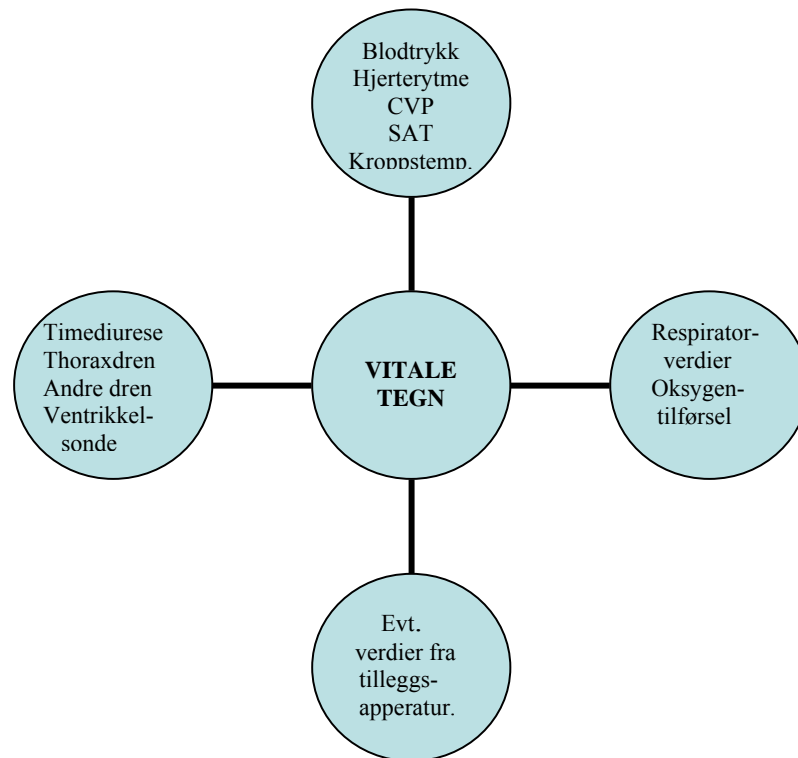 Blodtrykk
Hjerterytme
CVP
SAT
Kroppstemp.
Timediurese
Thoraxdren
Andre dren
Ventrikkel-
sonde
VITALE
TEGN
Respirator-
verdier
Oksygen-
tilførsel
Evt.
verdier fra
tilleggs-
apperatur.